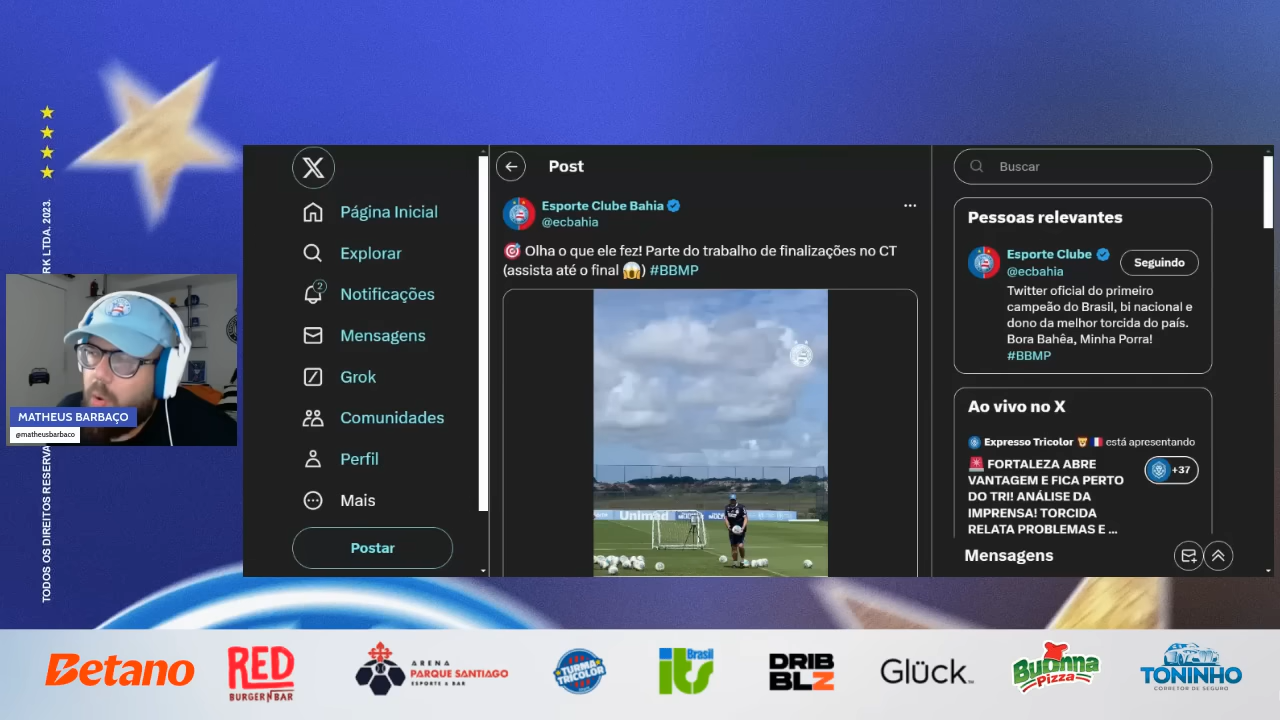 TODOS OS DIREITOS RESERVA
RK LTDA. 2023.
MATHEUS BARBAÇO
@matheusbarbaco
Página Inicial
Explorar
2
Notificações
Mensagens
Grok
Comunidades
Perfil
Mais
Postar
Post
Esporte Clube Bahia
@ecbahia
🎯 Olha o que ele fez! Parte do trabalho de finalizações no CT
(assista até o final 😱) #BBMP
Unimed
Buscar
Pessoas relevantes
Esporte Clube
@ecbahia
Seguindo
Twitter oficial do primeiro
campeão do Brasil, bi nacional e
dono da melhor torcida do país.
Bora Bahêa, Minha Porra!
#BBMP
Ao vivo no X
Expresso Tricolor 🦁 🇫🇷 está apresentando
🚨 FORTALEZA ABRE
VANTAGEM E FICA PERTO
DO TRI! ANÁLISE DA
IMPRENSA! TORCIDA
RELATA PROBLEMAS E ...
+37
Mensagens
Betano
RED
BURGER N' BAR
ARENA
PARQUE SANTIAGO
ESPORTE & BAR
TURMA
TRICOLOR
Brasil
its
DRIB
BLZ
Glück
Buonna
Pizza
TONINHO
CORRETOR DE SEGURO